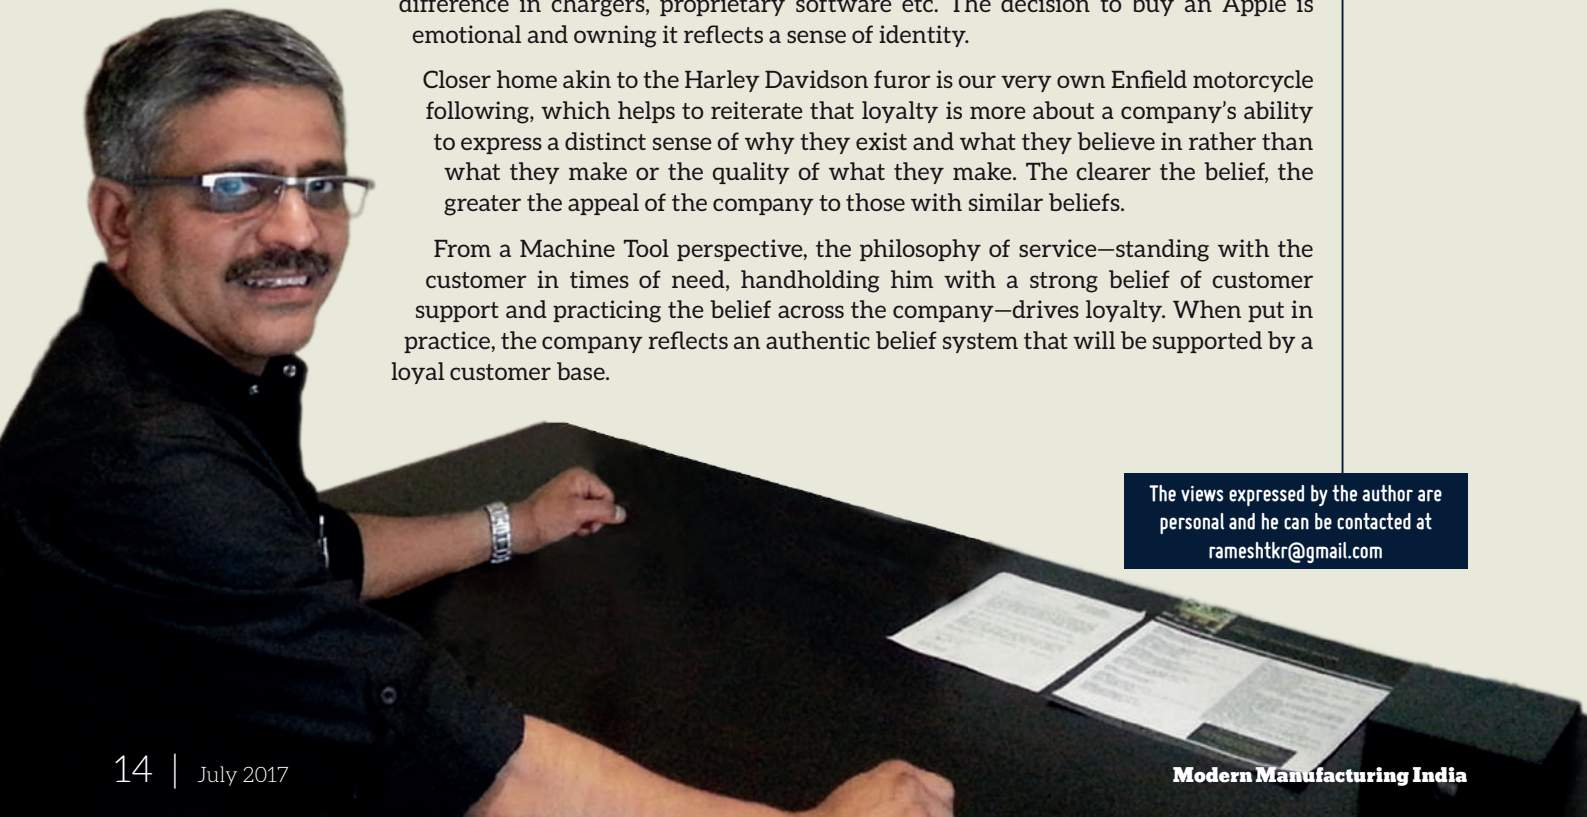 difference in chargers, proprietary software etc. The decision to buy an Apple is
emotional and owning it reflects a sense of identity.
Closer home akin to the Harley Davidson furor is our very own Enfield motorcycle
following, which helps to reiterate that loyalty is more about a company's ability
to express a distinct sense of why they exist and what they believe in rather than
what they make or the quality of what they make. The clearer the belief, the
greater the appeal of the company to those with similar beliefs.
From a Machine Tool perspective, the philosophy of service—standing with the
customer in times of need, handholding him with a strong belief of customer
support and practicing the belief across the company—drives loyalty. When put in
practice, the company reflects an authentic belief system that will be supported by a
loyal customer base.
The views expressed by the author are
personal and he can be contacted at
rameshtkr@gmail.com
14 | July 2017
Modern Manufacturing India